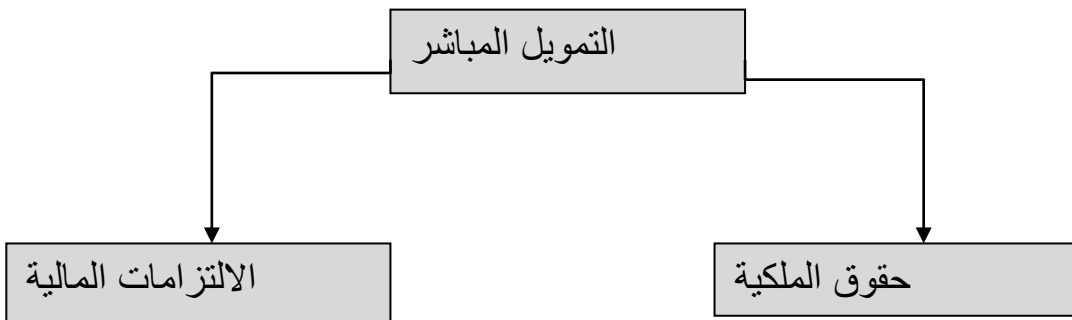 التمويل المباشر
حقوق الملكية
الالتزامات المالية